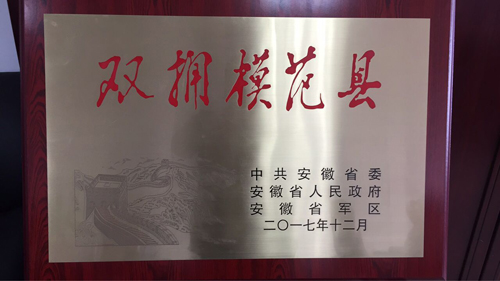 双拥模范县
中共安徽省委
安徽省人民政府
安徽省军区
二〇一七年十二月